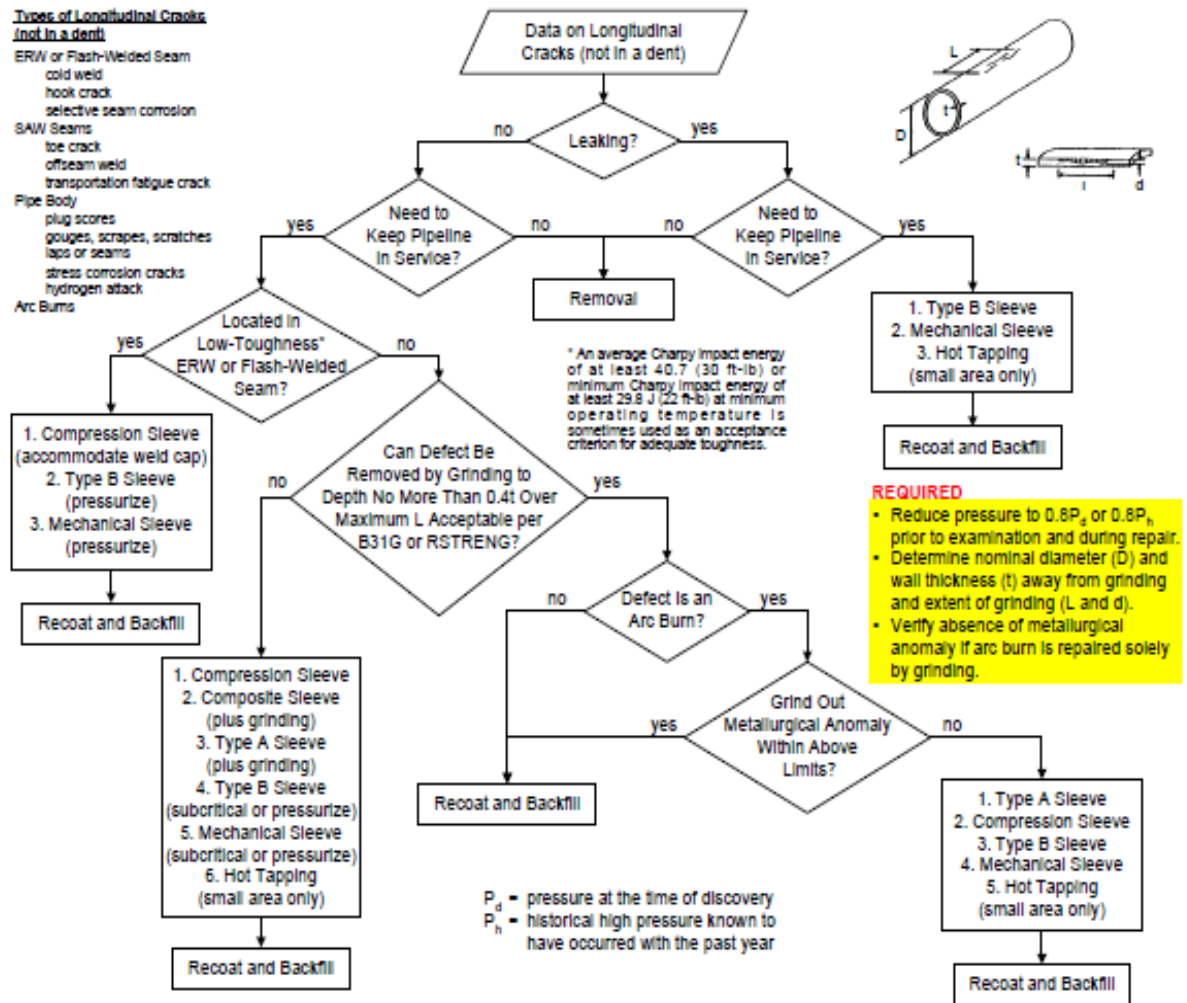 Types of Longitudinal Cracks
(not in a dent)
ERW or Flash-Welded Seam
cold weld
hook crack
selective seam corrosion
SAW Seams
toe crack
offseam weld
transportation fatigue crack
Pipe Body
plug scores
gouges, scrapes, scratches
laps or seams
stress corrosion cracks
hydrogen attack
Arc Burns
Data on Longitudinal
Cracks (not in a dent)
L
t
D
t
l
d
no
Leaking?
yes
yes
Need to
Keep Pipeline
In Service?
no
no
Need to
Keep Pipeline
In Service?
yes
Removal
1. Type B Sleeve
2. Mechanical Sleeve
3. Hot Tapping
(small area only)
Recoat and Backfill
yes
Located in
Low-Toughness*
ERW or Flash-Welded
Seam?
no
* An average Charpy impact energy
of at least 40.7 (30 ft-lb) or
minimum Charpy impact energy of
at least 29.8 J (22 ft-lb) at minimum
operating temperature is
sometimes used as an acceptance
criterion for adequate toughness.
1. Compression Sleeve
(accommodate weld cap)
2. Type B Sleeve
(pressurize)
3. Mechanical Sleeve
(pressurize)
Recoat and Backfill
no
Can Defect Be
Removed by Grinding to
Depth No More Than 0.4t Over
Maximum L Acceptable per
B31G or RSTRENG?
yes
REQUIRED
• Reduce pressure to 0.8Pd or 0.8Ph
prior to examination and during repair.
• Determine nominal diameter (D) and
wall thickness (t) away from grinding
and extent of grinding (L and d).
• Verify absence of metallurgical
anomaly if arc burn is repaired solely
by grinding.
no
Defect Is an
Arc Burn?
yes
1. Compression Sleeve
2. Composite Sleeve
(plus grinding)
3. Type A Sleeve
(plus grinding)
4. Type B Sleeve
(subcritical or pressurize)
5. Mechanical Sleeve
(subcritical or pressurize)
6. Hot Tapping
(small area only)
Recoat and Backfill
yes
Grind Out
Metallurgical Anomaly
Within Above
Limits?
no
Recoat and Backfill
1. Type A Sleeve
2. Compression Sleeve
3. Type B Sleeve
4. Mechanical Sleeve
5. Hot Tapping
(small area only)
Recoat and Backfill
Pd = pressure at the time of discovery
Ph = historical high pressure known to
have occurred with the past year